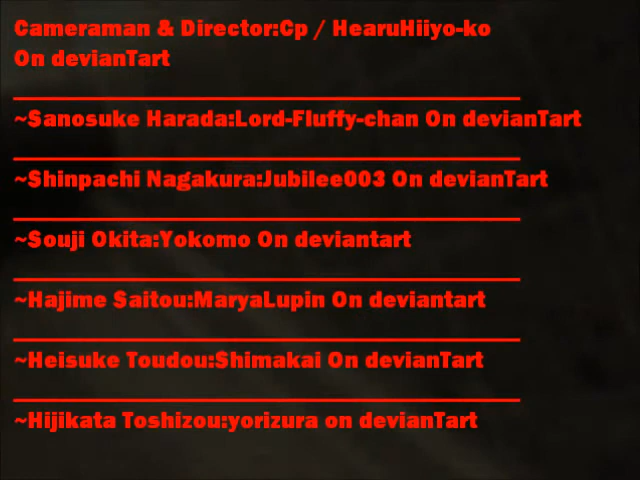 Cameraman & Director:Cp / HearuHiiyo-ko
On devianTart
~Sanosuke Harada:Lord-Fluffy-chan On devianTart
~Shinpachi Nagakura:Jubilee003 On devianTart
~Souji Okita:Yokomo On deviantart
~Hajime Saitou:MaryaLupin On deviantart
~Heisuke Toudou:Shimakai On devianTart
~Hijikata Toshizou:yorizura on devianTart